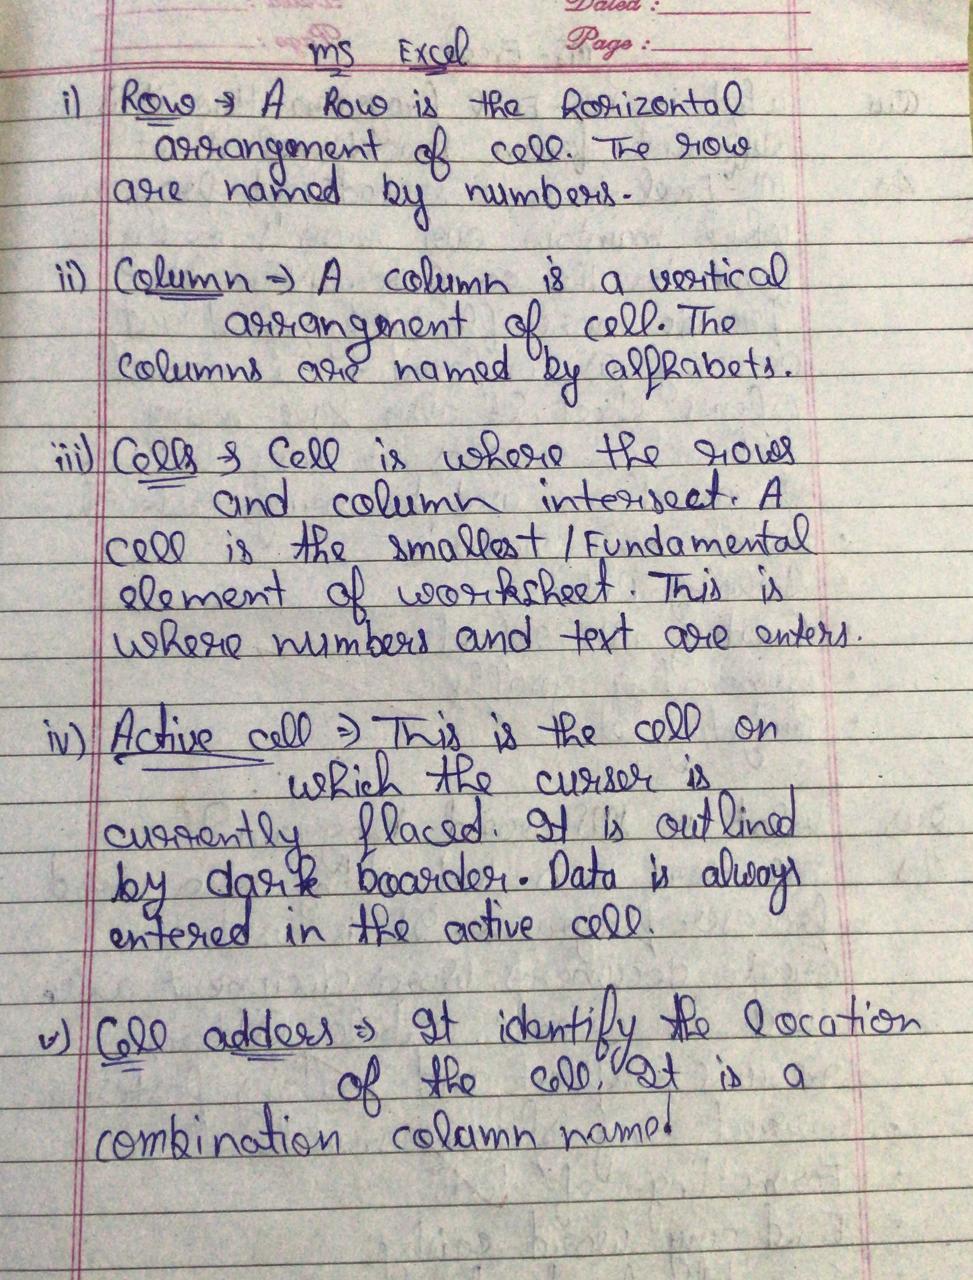 Dated :
Page :
MS Excel
i) Row → A Row is the horizontal
arrangement of cell. The row
are named by numbers.
ii) Column ⇒ A column is a vertical
arrangement of cell. The
columns are named by alphabets.
iii) Cells → Cell is where the rows
and column intersect. A
cell is the smallest / Fundamental
element of worksheet. This is
where numbers and text are enters.
iv) Active cell ⇒ This is the cell on
which the curser is
currently placed. It is outlined
by dark boarder. Data is always
entered in the active cell.
v) Cell adders ⇒ It identify the location
of the cell. It is a
combination column named